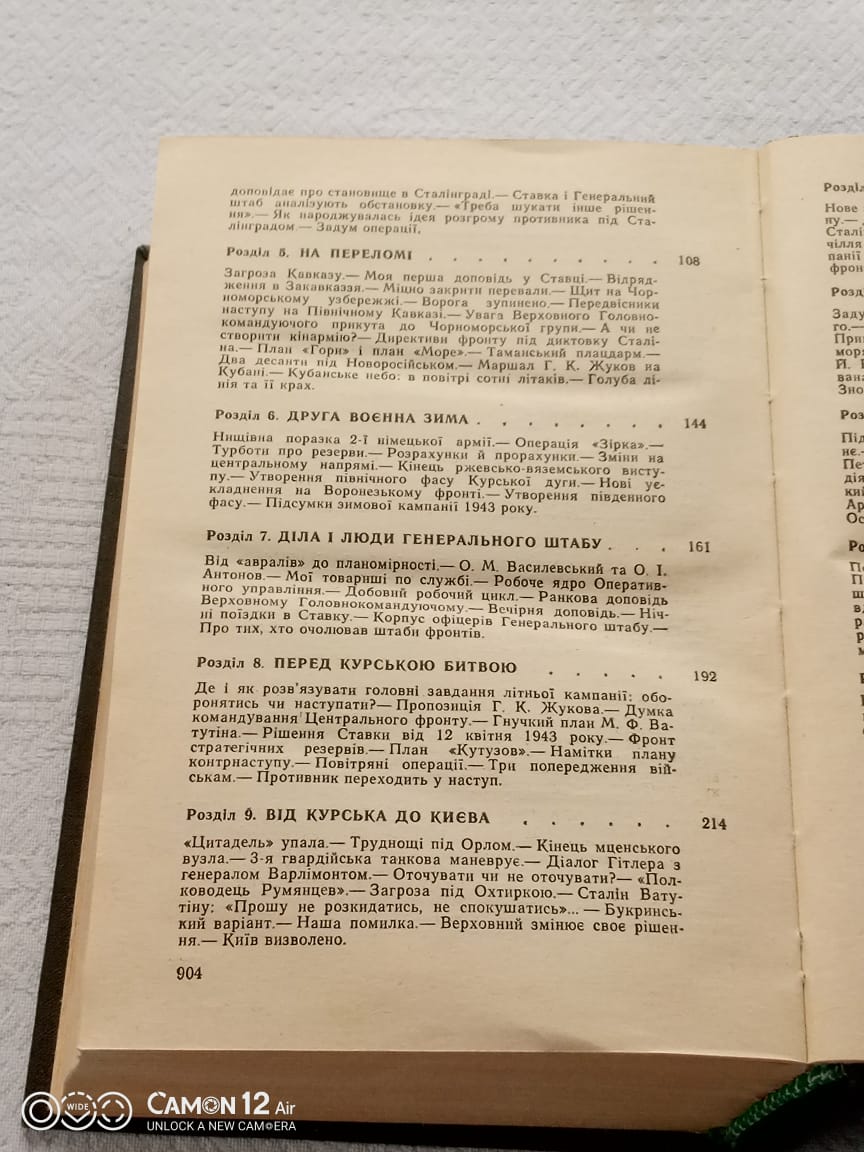 доповідає про становище в Сталінграді.— Ставка і Генеральний
штаб аналізують обстановку.— «Треба шукати інше рішен-
ня».— Як народжувалась ідея розгрому противника під Ста-
лінградом.— Задум операції.
Розділ 5. НА ПЕРЕЛОМІ . . . . . . . . . . 108
Загроза Кавказу.— Моя перша доповідь у Ставці.— Відряд-
ження в Закавказзя.— Міцно закрити перевали.— Щит на Чор-
номорському узбережжі.— Ворога зупинено.— Передвісники
наступу на Північному Кавказі.— Увага Верховного Головно-
командуючого прикута до Чорноморської групи.— А чи не
створити кінармію?— Директиви фронту під диктовку Сталі-
на.— План «Гори» і план «Море».— Таманський плацдарм.—
Два десанти під Новоросійськом.— Маршал Г. К. Жуков на
Кубані.— Кубанське небо: в повітрі сотні літаків.— Голуба лі-
нія та її крах.
Розділ 6. ДРУГА ВОЄННА ЗИМА . . . . . . . . 144
Нищівна поразка 2-ї німецької армії.— Операція «Зірка».—
Турботи про резерви.— Розрахунки й прорахунки.— Зміни на
центральному напрямі.— Кінець ржевсько-вяземського висту-
пу.— Утворення північного фасу Курської дуги.— Нові ус-
кладнення на Воронезькому фронті.— Утворення південного
фасу.— Підсумки зимової кампанії 1943 року.
Розділ 7. ДІЛА І ЛЮДИ ГЕНЕРАЛЬНОГО ШТАБУ . . . . 161
Від «авралів» до планомірності.— О. М. Василевський та О. І.
Антонов.— Мої товариші по службі.— Робоче ядро Оператив-
ного управління.— Добовий робочий цикл.— Ранкова доповідь
Верховному Головнокомандуючому.— Вечірня доповідь.— Ніч-
ні поїздки в Ставку.— Корпус офіцерів Генерального штабу.—
Про тих, хто очолював штаби фронтів.
Розділ 8. ПЕРЕД КУРСЬКОЮ БИТВОЮ . . . . . . 192
Де і як розв’язувати головні завдання літньої кампанії: обо-
ронятись чи наступати?— Пропозиція Г. К. Жукова.— Думка
командування Центрального фронту.— Гнучкий план М. Ф. Ва-
тутіна.— Рішення Ставки від 12 квітня 1943 року.— Фронт
стратегічних резервів.— План «Кутузов».— Намітки плану
контрнаступу.— Повітряні операції.— Три попередження вій-
ськам.— Противник переходить у наступ.
Розділ 9. ВІД КУРСЬКА ДО КИЄВА . . . . . . 214
«Цитадель» упала.— Труднощі під Орлом.— Кінець мценського
вузла.— 3-я гвардійська танкова маневрує.— Діалог Гітлера з
генералом Варлімонтом.— Оточувати чи не оточувати?— «Пол-
ководець Румянцев».— Загроза під Охтиркою.— Сталін Вату-
тіну: «Прошу не розкидатись, не спокушатись»... — Букринсь-
кий варіант.— Наша помилка.— Верховний змінює своє рішен-
ня.— Київ визволено.
904
WIDE
CAMON 12 Air
UNLOCK A NEW CAMERA